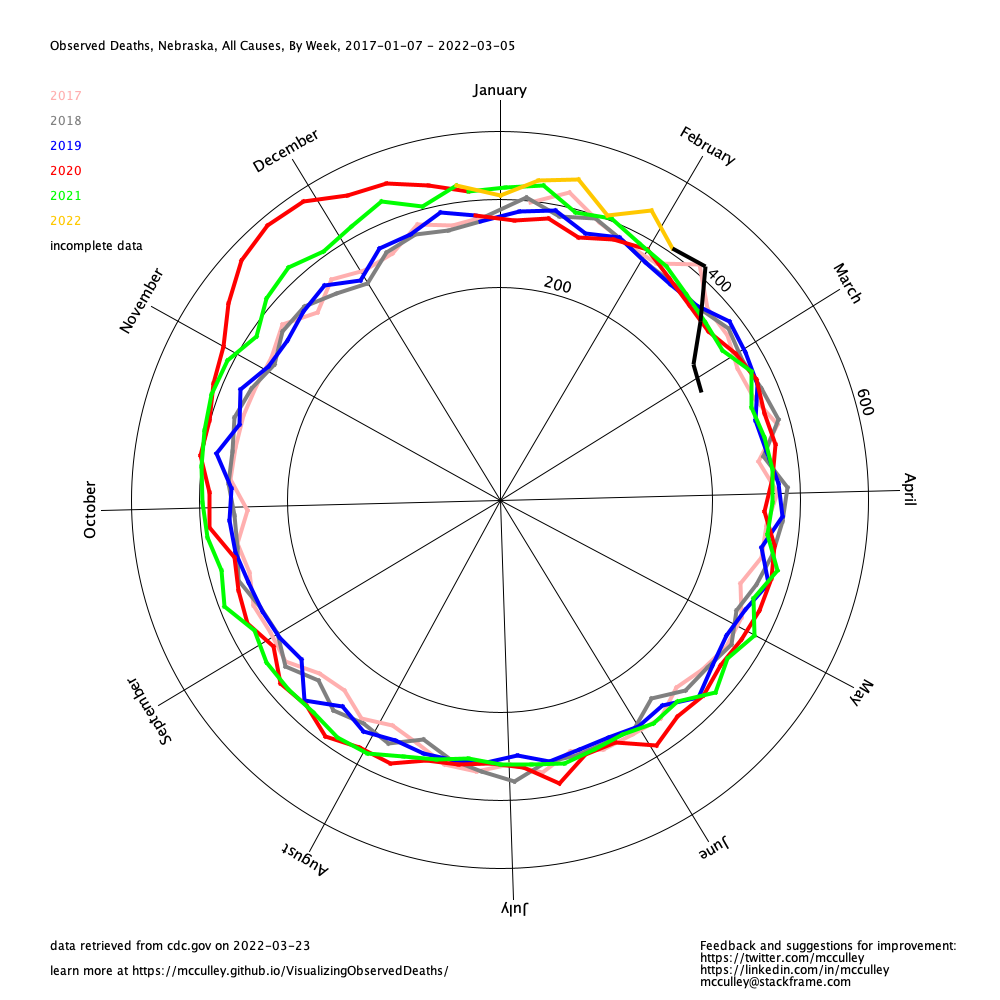 Observed Deaths, Nebraska, All Causes, By Week, 2017-01-07 - 2022-03-05
2017
2018
2019
2020
2021
2022
incomplete data
January
February
March
April
May
June
July
August
September
October
November
December
200
400
600
data retrieved from cdc.gov on 2022-03-23
learn more at https://mcculley.github.io/VisualizingObservedDeaths/
Feedback and suggestions for improvement:
https://twitter.com/mcculley
https://linkedin.com/in/mcculley
mcculley@stackframe.com